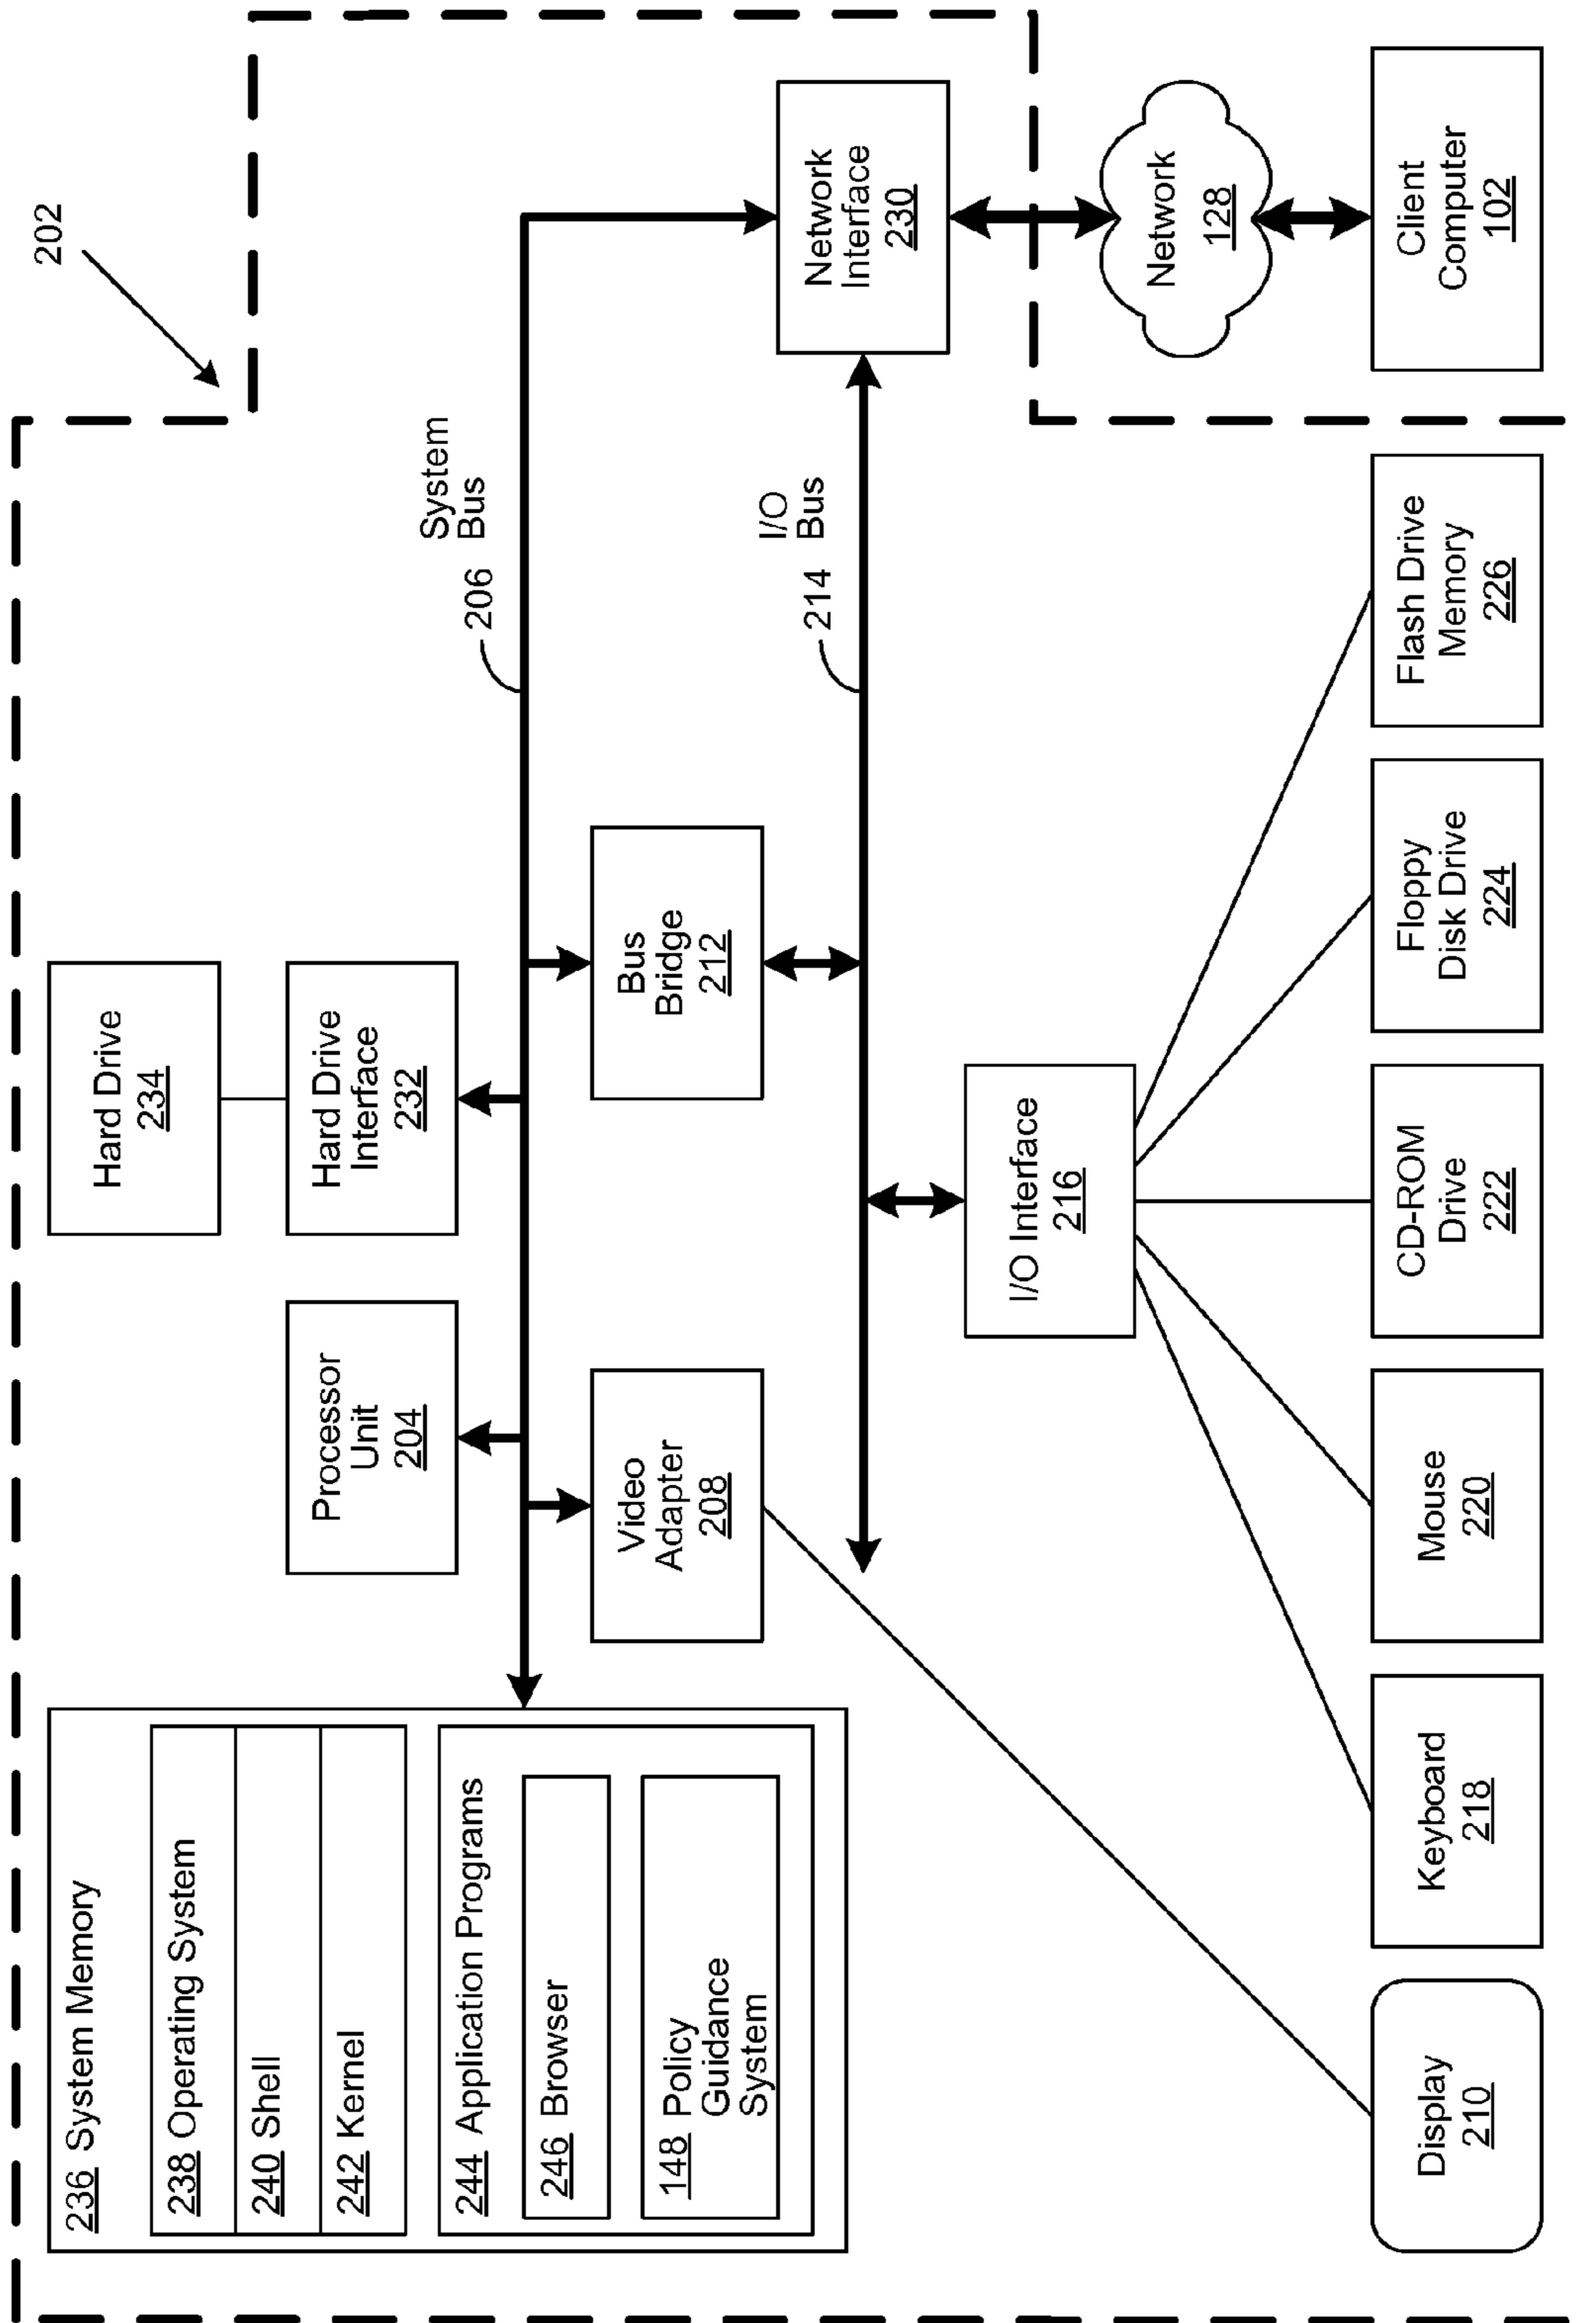 202
236 System Memory
238 Operating System
240 Shell
242 Kernel
244 Application Programs
246 Browser
148 Policy
Guidance
System
Processor
Unit
204
Hard Drive
234
Hard Drive
Interface
232
System
206 Bus
Video
Adapter
208
Bus
Bridge
212
I/O
214 Bus
Network
Interface
230
I/O Interface
216
Network
128
Display
210
Keyboard
218
Mouse
220
CD-ROM
Drive
222
Floppy
Disk Drive
224
Flash Drive
Memory
226
Client
Computer
102